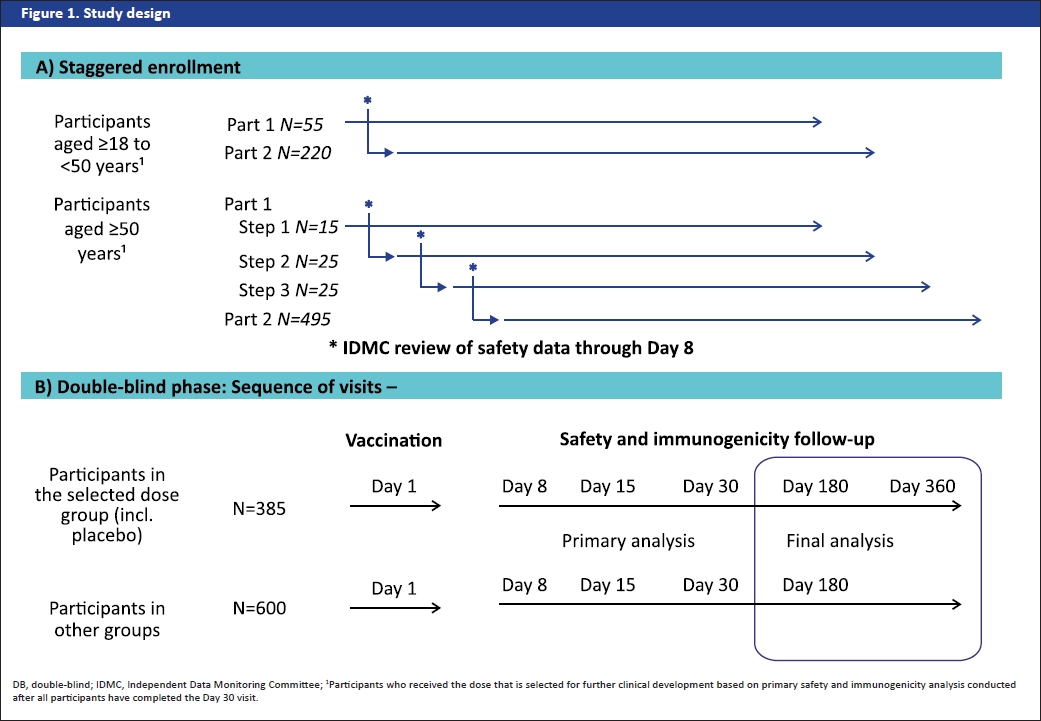 Figure 1. Study design
A) Staggered enrollment
Participants
aged ≥18 to
<50 years¹
Part 1 N=55
Part 2 N=220
*
Participants
aged ≥50
years¹
Part 1
Step 1 N=15
Step 2 N=25
Step 3 N=25
Part 2 N=495
*
*
*
* IDMC review of safety data through Day 8
B) Double-blind phase: Sequence of visits –
Vaccination
Safety and immunogenicity follow-up
Participants in
the selected dose
group (incl.
placebo)
N=385
Day 1
Day 8 Day 15 Day 30 Day 180 Day 360
Primary analysis Final analysis
Participants in
other groups
N=600
Day 1
Day 8 Day 15 Day 30 Day 180
DB, double-blind; IDMC, Independent Data Monitoring Committee; ¹Participants who received the dose that is selected for further clinical development based on primary safety and immunogenicity analysis conducted
after all participants have completed the Day 30 visit.